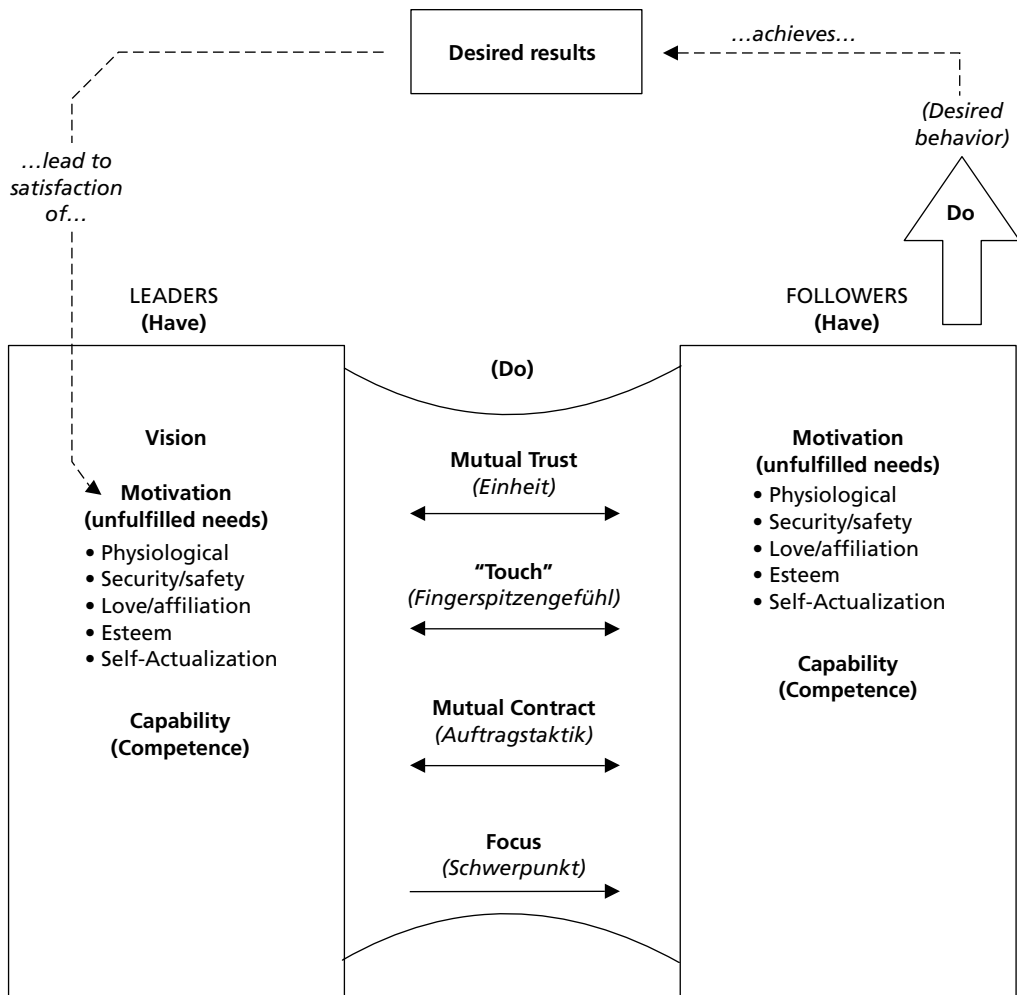 Desired results
…achieves…
(Desired
behavior)
Do
…lead to
satisfaction
of…
LEADERS
(Have)
Vision
Motivation
(unfulfilled needs)
• Physiological
• Security/safety
• Love/affiliation
• Esteem
• Self-Actualization
Capability
(Competence)
(Do)
Mutual Trust
(Einheit)
“Touch”
(Fingerspitzengefühl)
Mutual Contract
(Auftragstaktik)
Focus
(Schwerpunkt)
FOLLOWERS
(Have)
Motivation
(unfulfilled needs)
• Physiological
• Security/safety
• Love/affiliation
• Esteem
• Self-Actualization
Capability
(Competence)